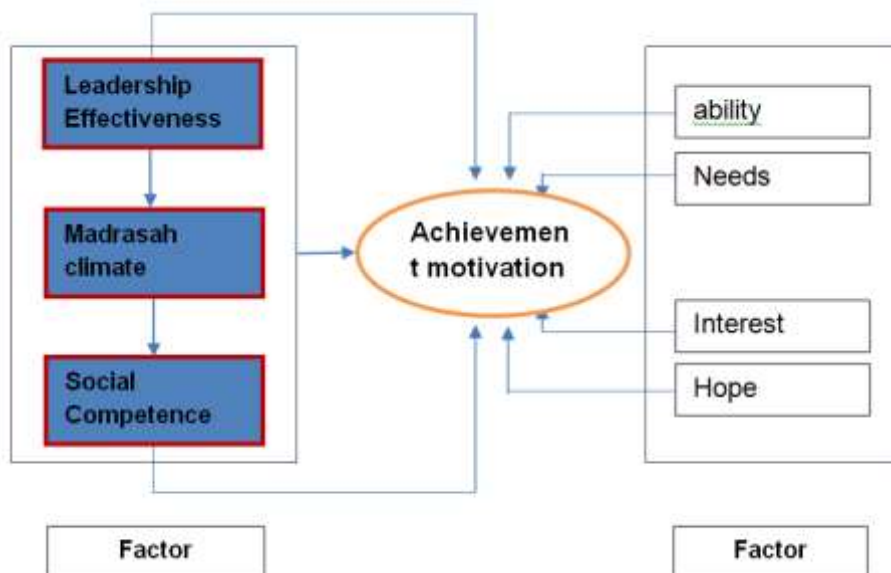 Leadership
Effectiveness
Madrasah
climate
Social
Competence
Achievemen
t motivation
ability
Needs
Interest
Hope
Factor
Factor